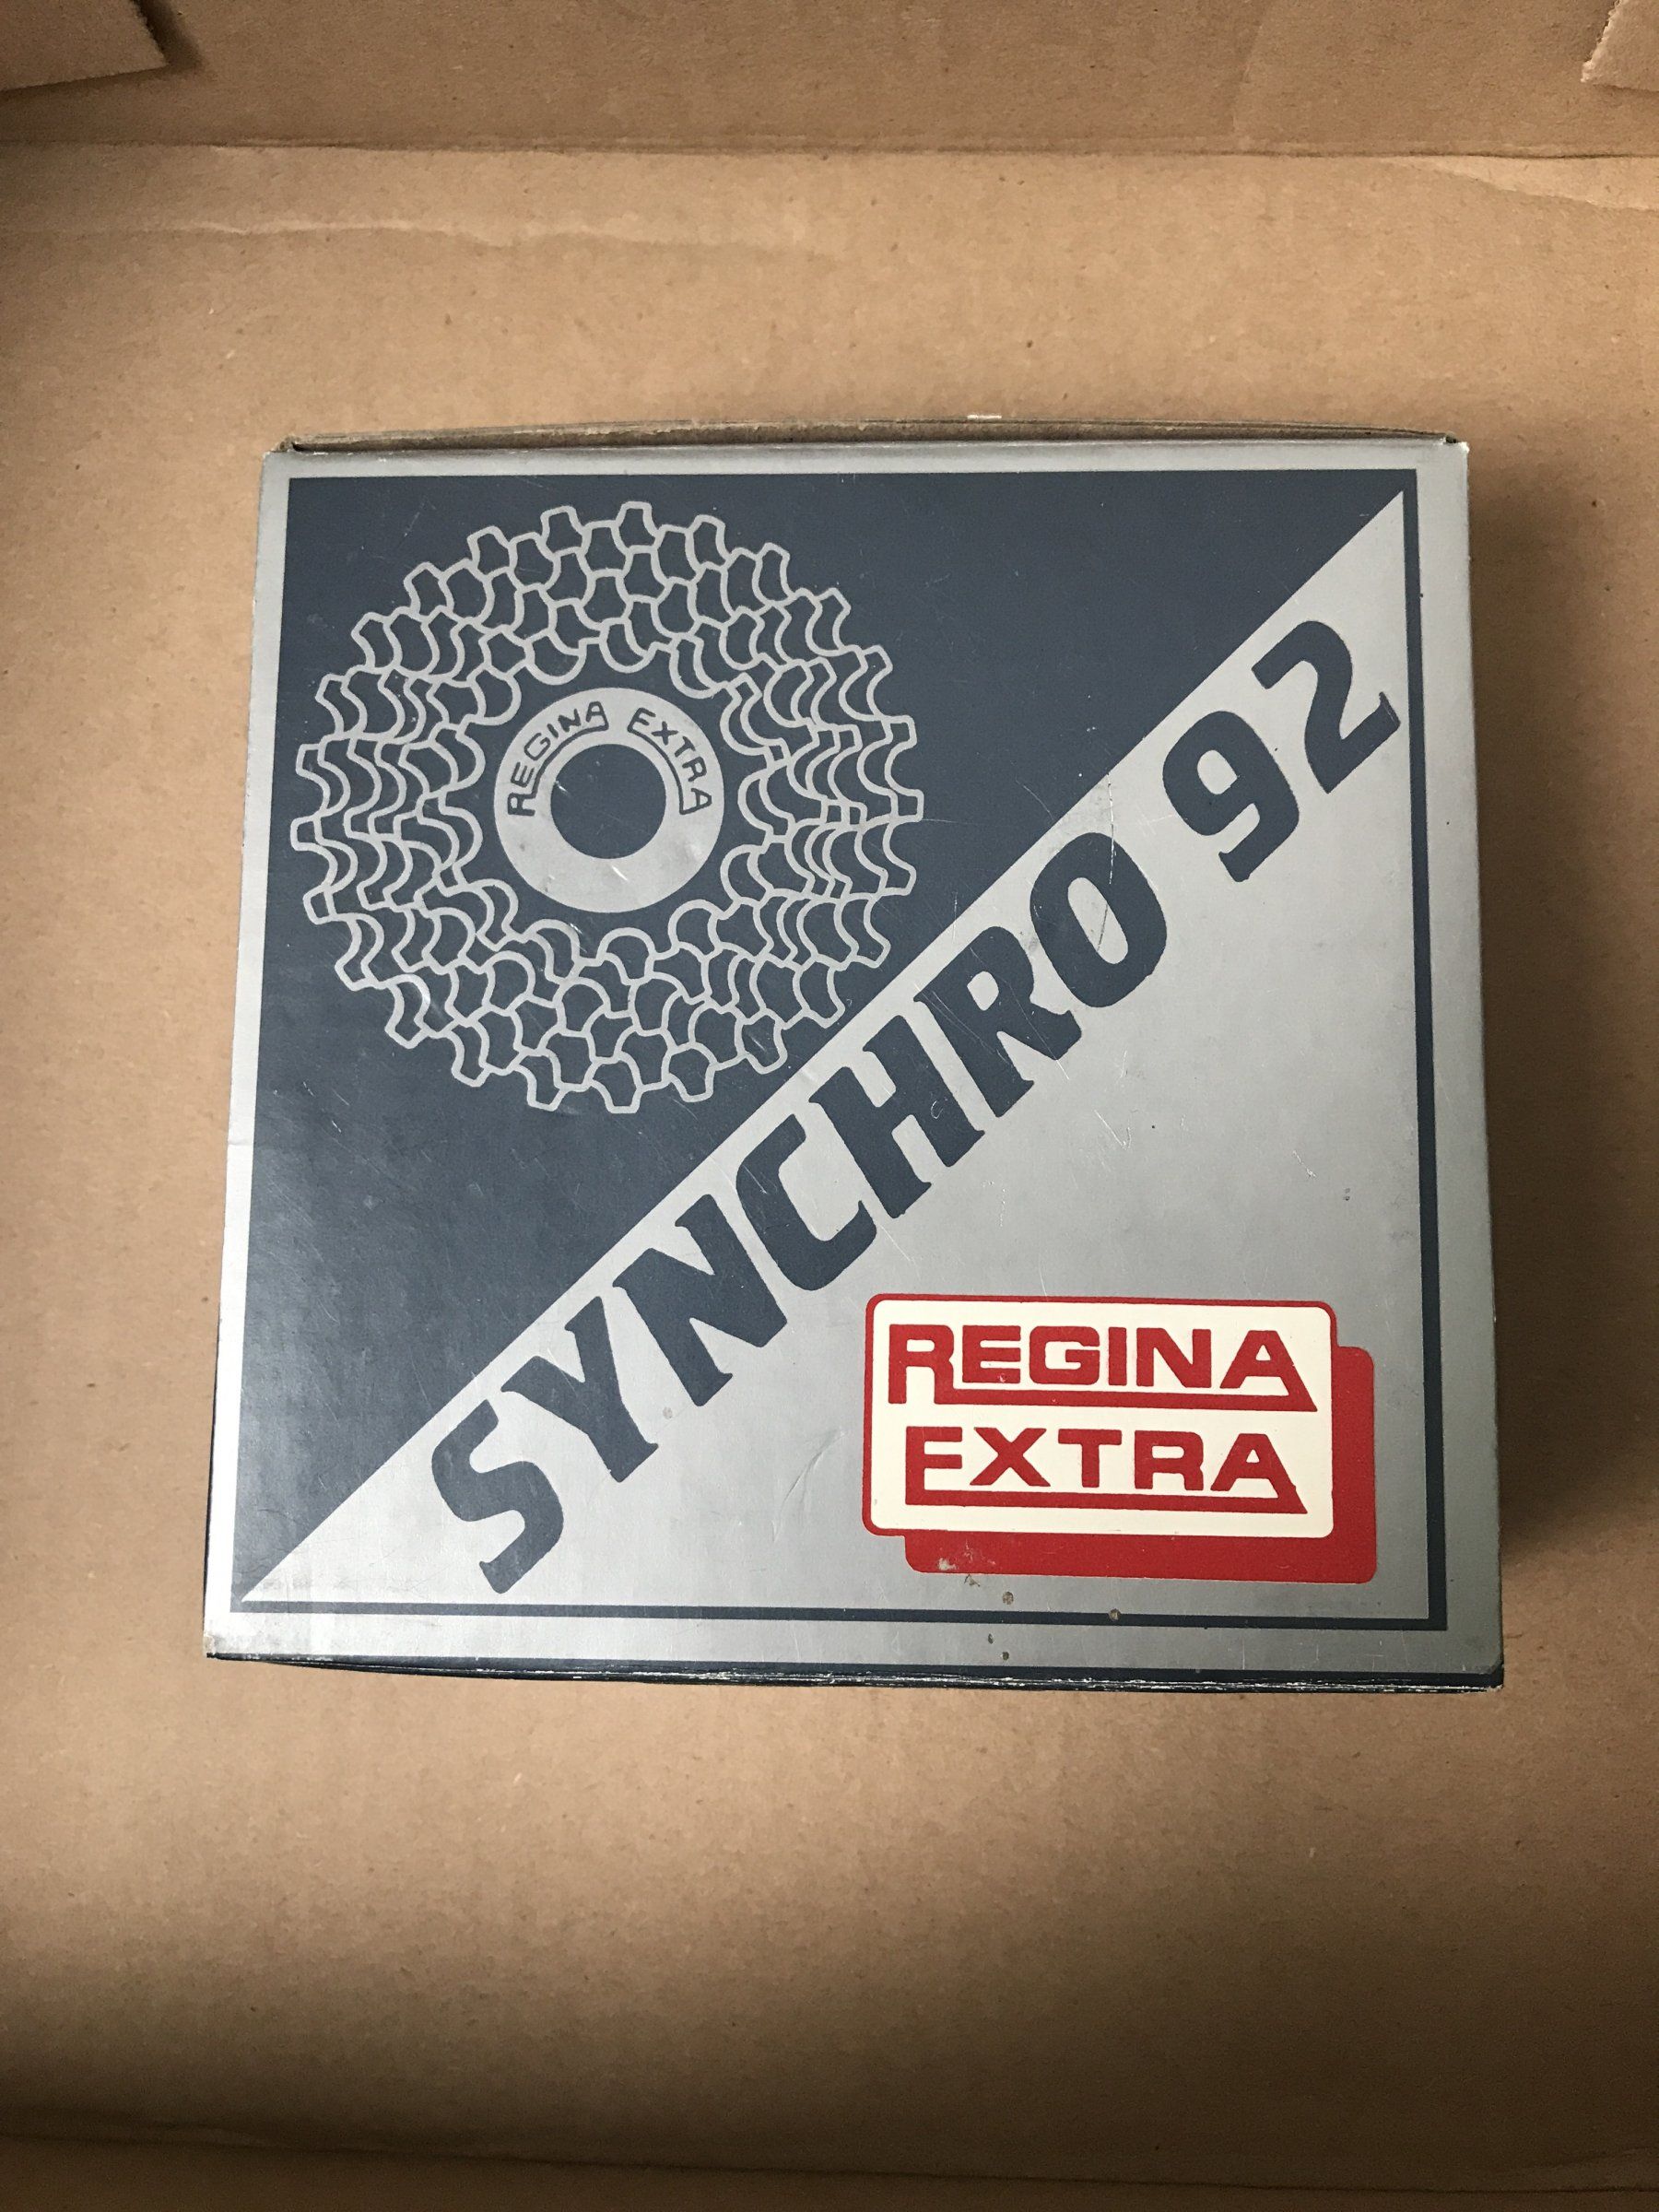 REGINA EXTRA
SYNCHRO 92
REGINA
EXTRA